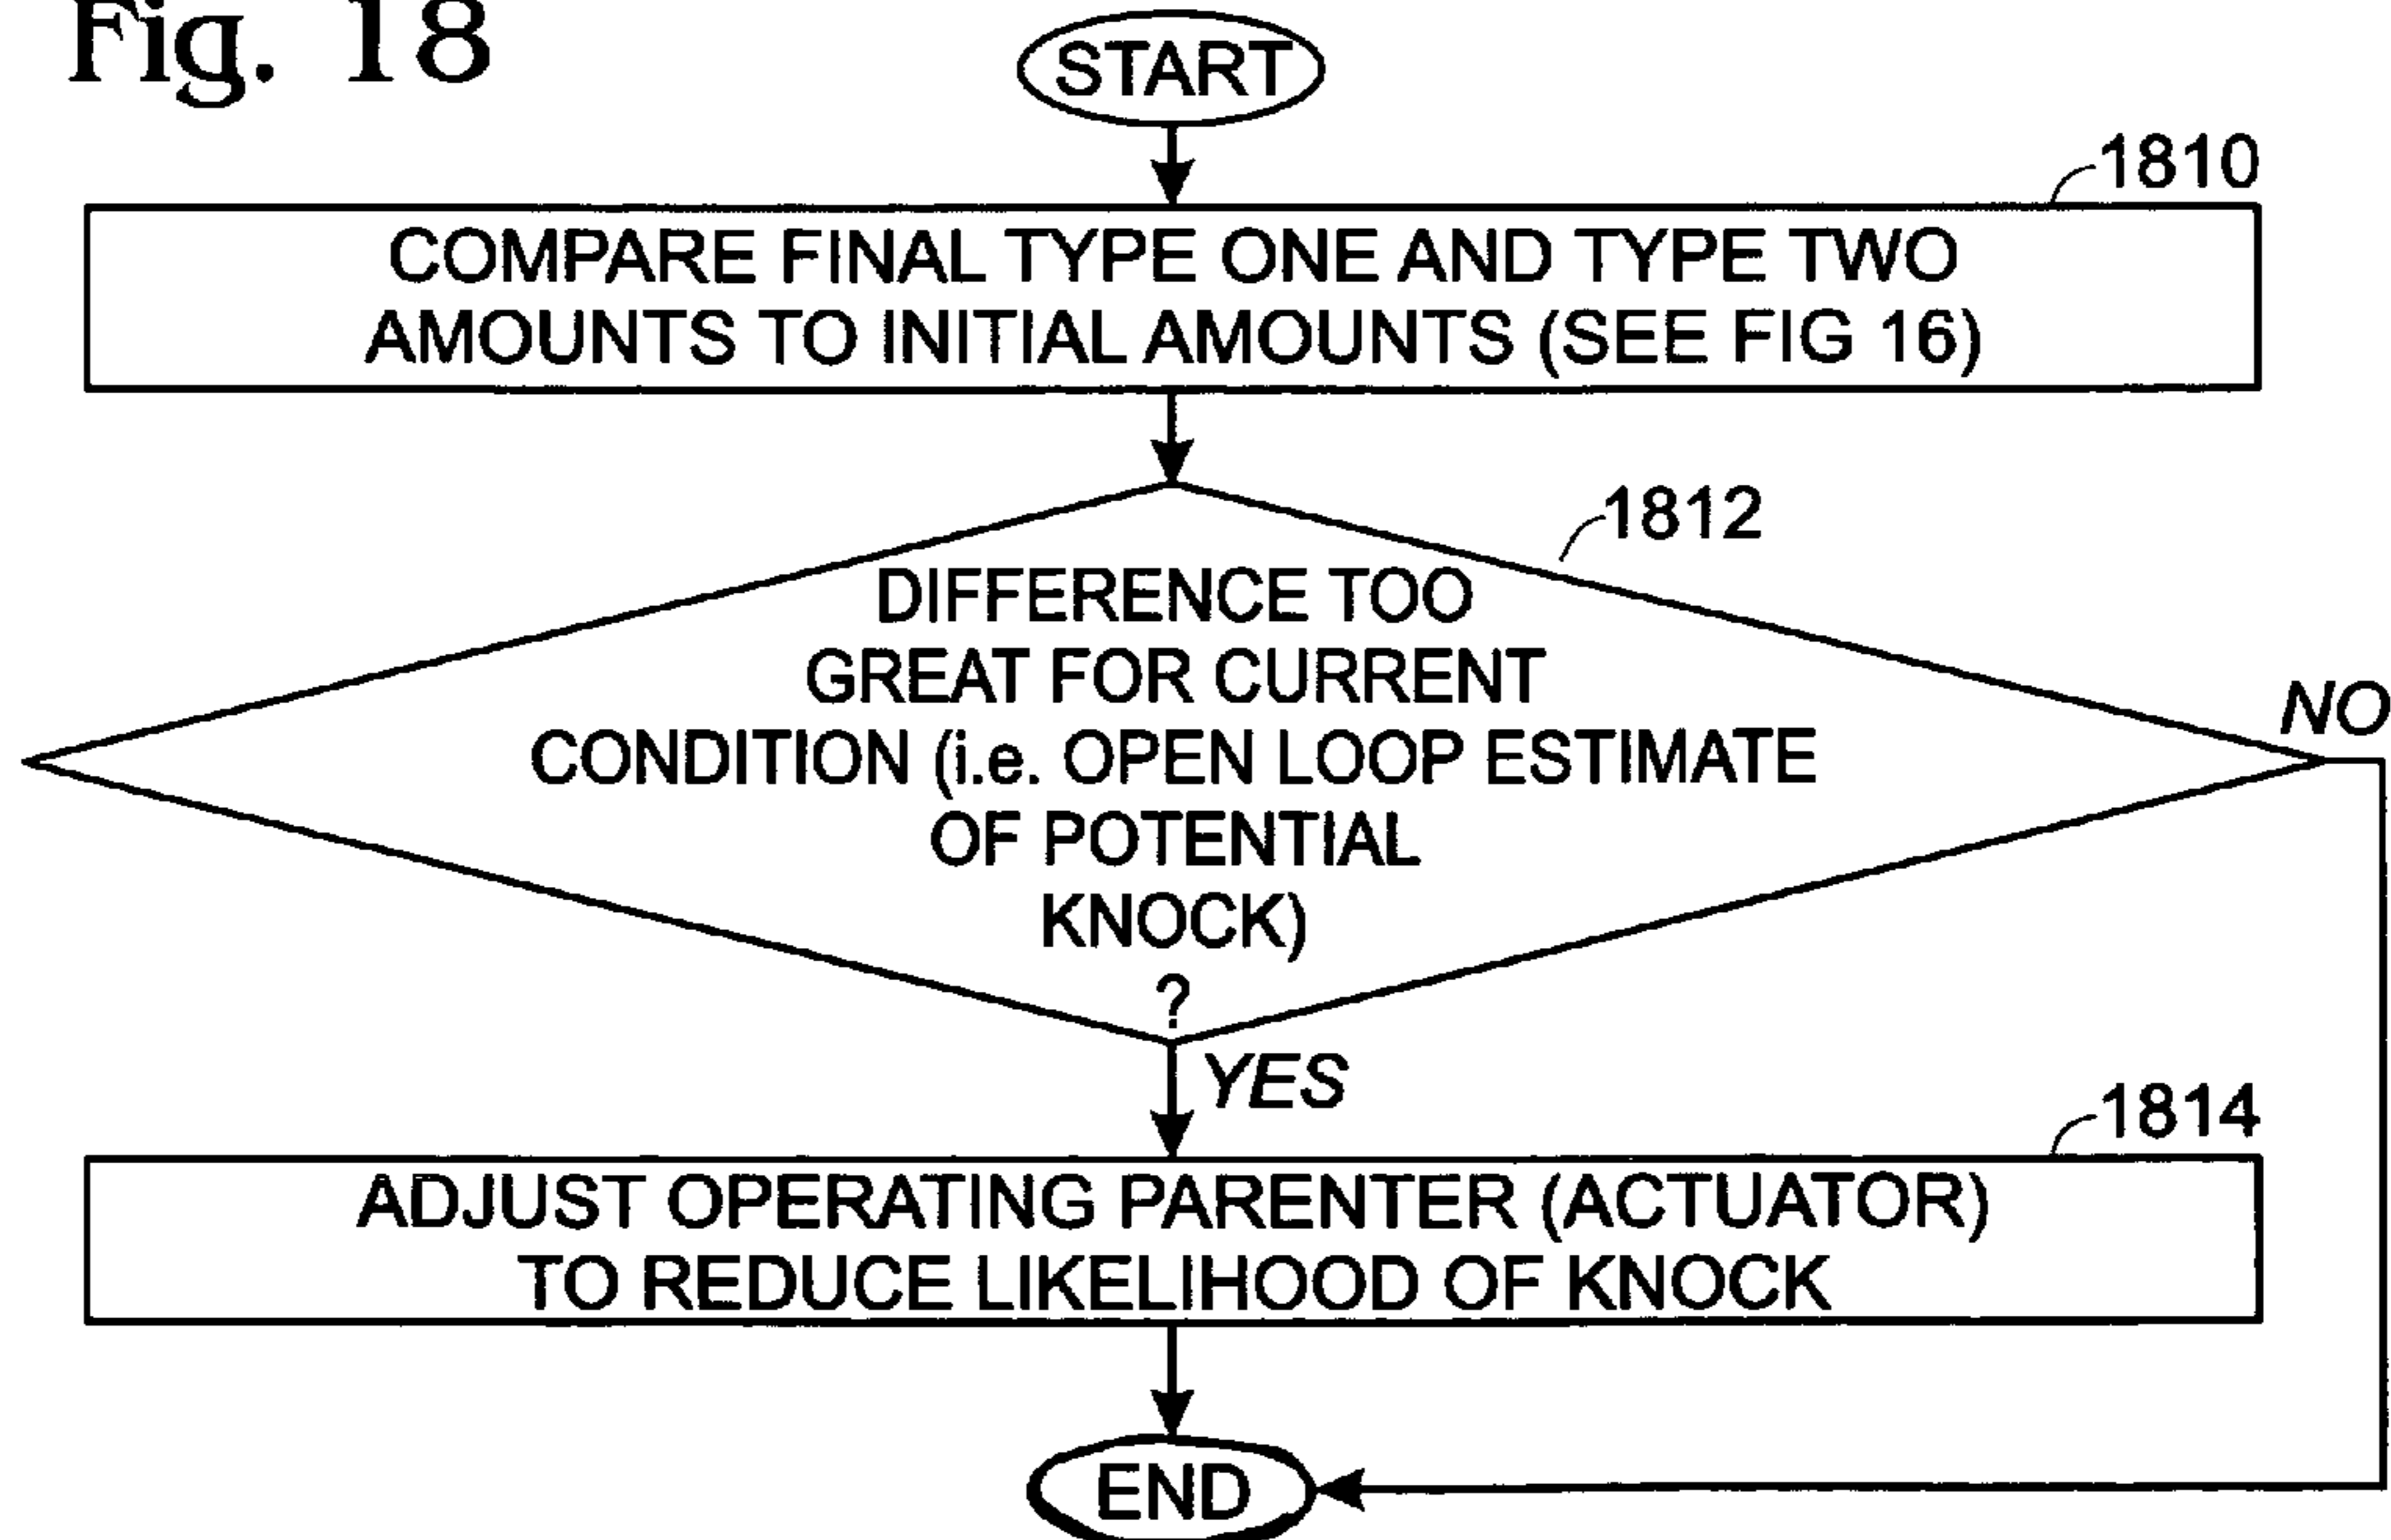 Fig. 18
START
1810
COMPARE FINAL TYPE ONE AND TYPE TWO
AMOUNTS TO INITIAL AMOUNTS (SEE FIG 16)
1812
DIFFERENCE TOO
GREAT FOR CURRENT
CONDITION (i.e. OPEN LOOP ESTIMATE
OF POTENTIAL
KNOCK)
?
NO
YES
1814
ADJUST OPERATING PARENTER (ACTUATOR)
TO REDUCE LIKELIHOOD OF KNOCK
END